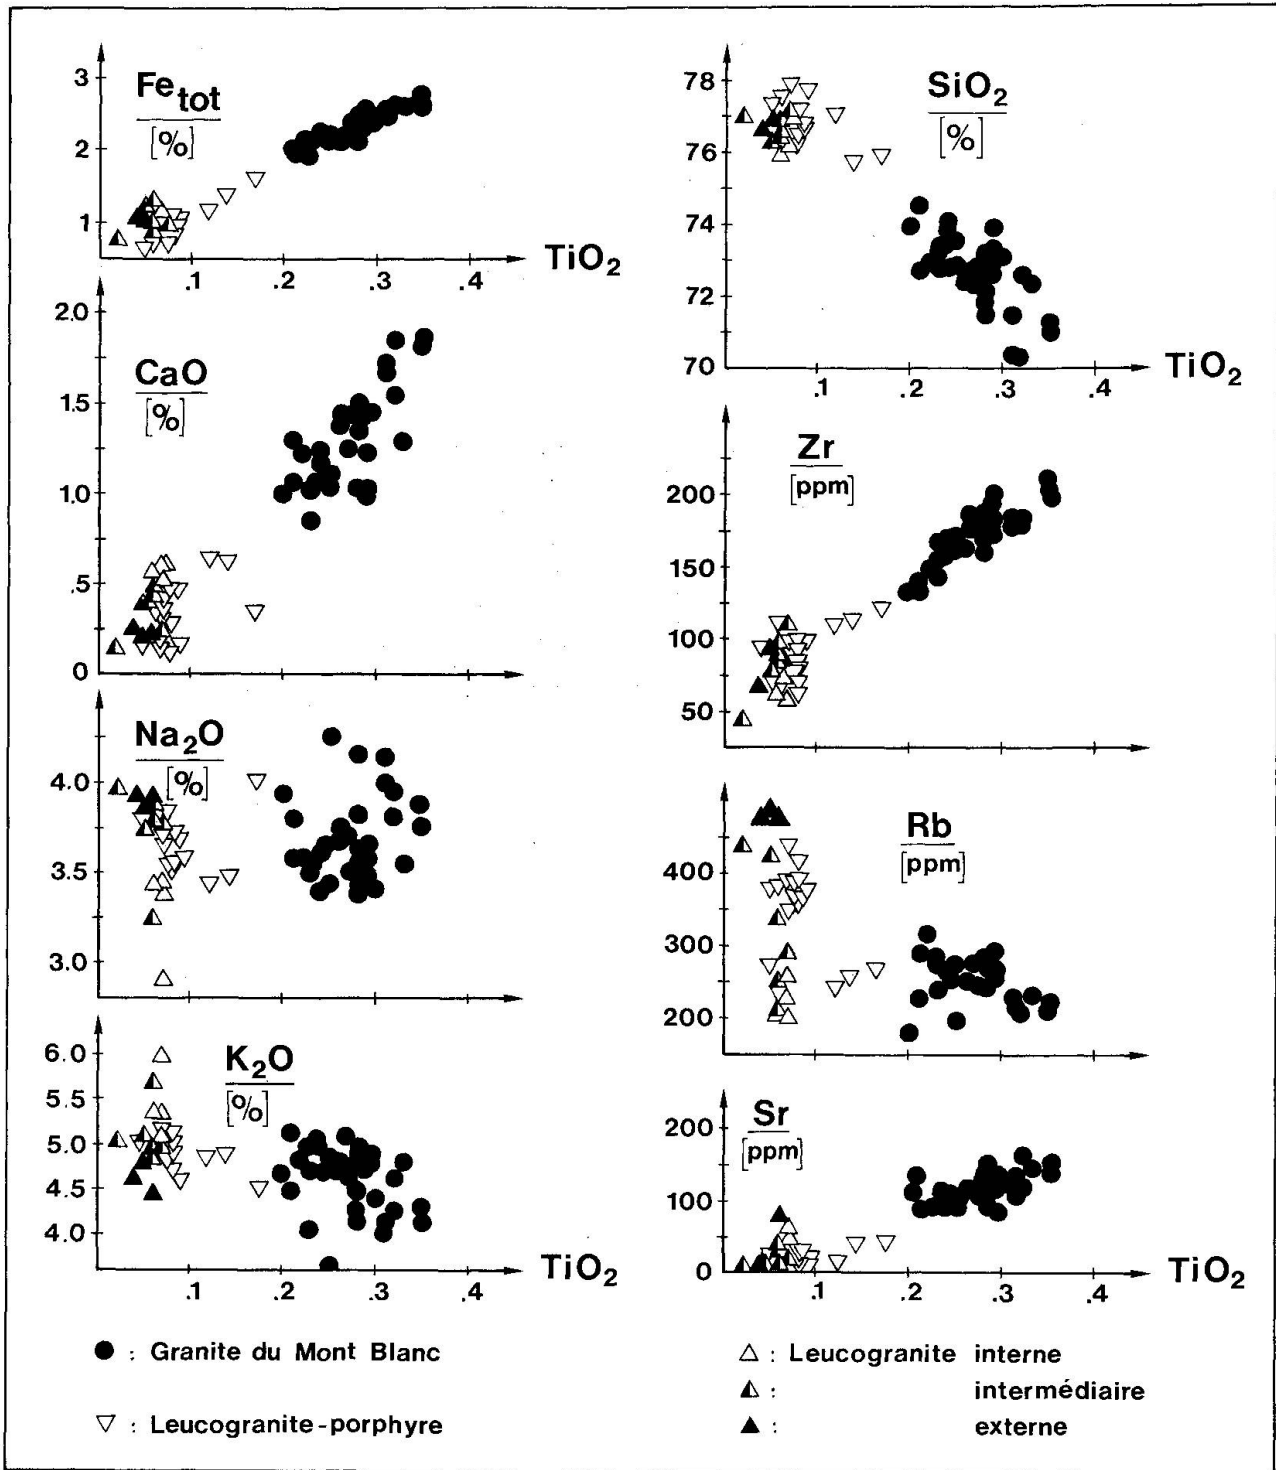 Fe_tot
[%]
3
2
1
.1 .2 .3 .4
TiO₂
CaO
[%]
2.0
1.5
1.0
.5
0
Na₂O
[%]
4.0
3.5
3.0
K₂O
[%]
6.0
5.5
5.0
4.5
4.0
.1 .2 .3 .4
TiO₂
SiO₂
[%]
78
76
74
72
70
.1 .2 .3 .4
TiO₂
Zr
[ppm]
200
150
100
50
Rb
[ppm]
400
300
200
Sr
[ppm]
200
100
0
.1 .2 .3 .4
TiO₂
: Granite du Mont Blanc
: Leucogranite-porphyre
: Leucogranite interne
: intermédiaire
: externe